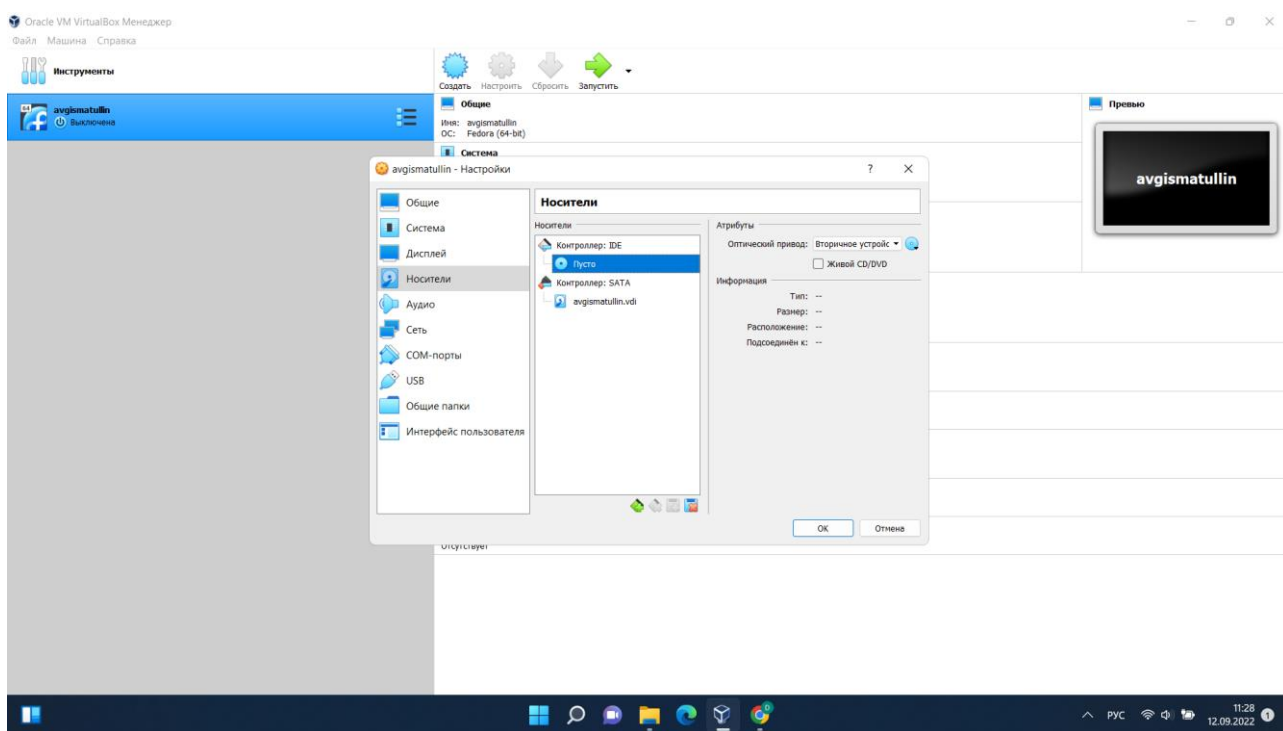 Oracle VM VirtualBox Менеджер
Файл Машина Справка
Инструменты
Создать Настроить Сбросить Запустить
64
avgismatullin
Выключена
Общие
Имя: avgismatullin
ОС: Fedora (64-bit)
Система
Превью
avgismatullin
avgismatullin - Настройки
?
Общие
Система
Дисплей
Носители
Аудио
Сеть
COM-порты
USB
Общие папки
Интерфейс пользователя
Носители
Носители
Контроллер: IDE
Пусто
Контроллер: SATA
avgismatullin.vdi
Атрибуты
Оптический привод: Вторичное устройс
Живой CD/DVD
Информация
Тип: --
Размер: --
Расположение: --
Подсоединён к: --
OK Отмена
Отсутствует
РУС
11:28
12.09.2022
1